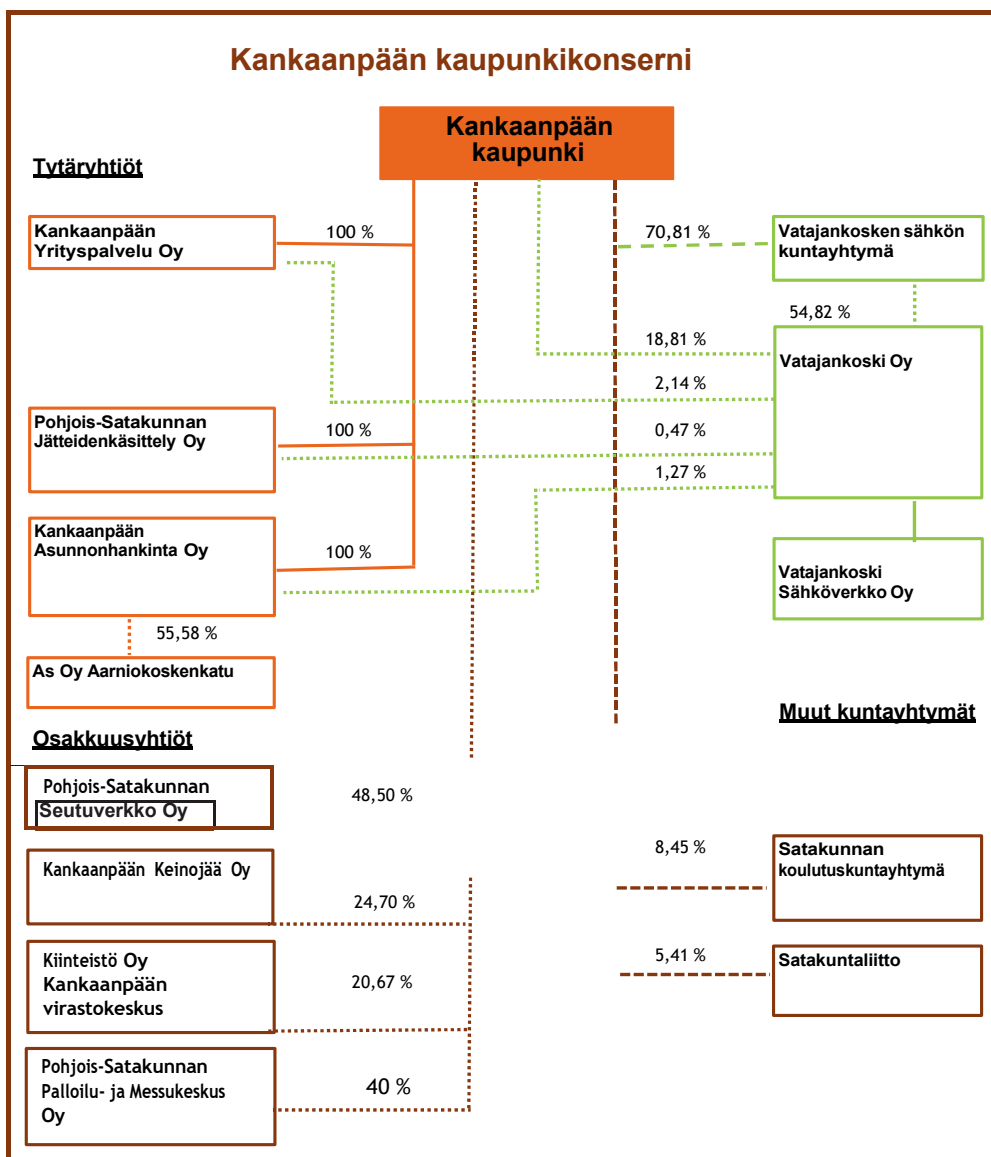 Kankaanpään kaupunkikonserni
Kankaanpään
kaupunki
Tytäryhtiöt
Kankaanpään
Yrityspalvelu Oy
100 %
70,81 %
Vatajankosken sähkön
kuntayhtymä
54,82 %
18,81 %
Vatajankoski Oy
2,14 %
Pohjois-Satakunnan
Jätteidenkäsittely Oy
100 %
0,47 %
1,27 %
Kankaanpään
Asunnonhankinta Oy
100 %
Vatajankoski
Sähköverkko Oy
55,58 %
As Oy Aarniokoskenkatu
Muut kuntayhtymät
Osakkuusyhtiöt
Pohjois-Satakunnan
Seutuverkko Oy
48,50 %
Kankaanpään Keinojää Oy
24,70 %
8,45 %
Satakunnan
koulutuskuntayhtymä
Kiinteistö Oy
Kankaanpään
virastokeskus
20,67 %
5,41 %
Satakuntaliitto
Pohjois-Satakunnan
Palloilu- ja Messukeskus
Oy
40 %